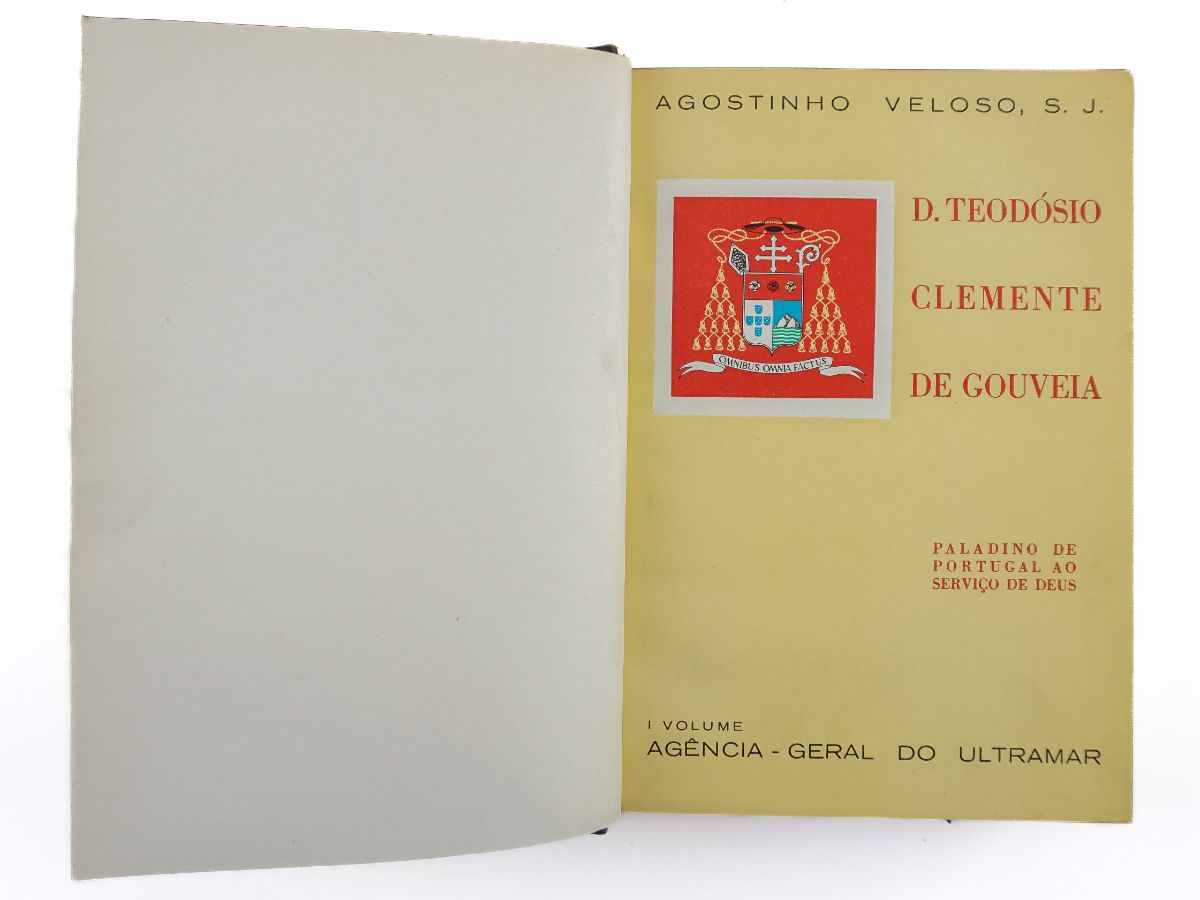 AGOSTINHO VELOSO, S. J.
D. TEODÓSIO
CLEMENTE
DE GOUVEIA
OMNIBUS OMNIA FACTUS
PALADINO DE
PORTUGAL AO
SERVIÇO DE DEUS
I VOLUME
AGÊNCIA - GERAL DO ULTRAMAR